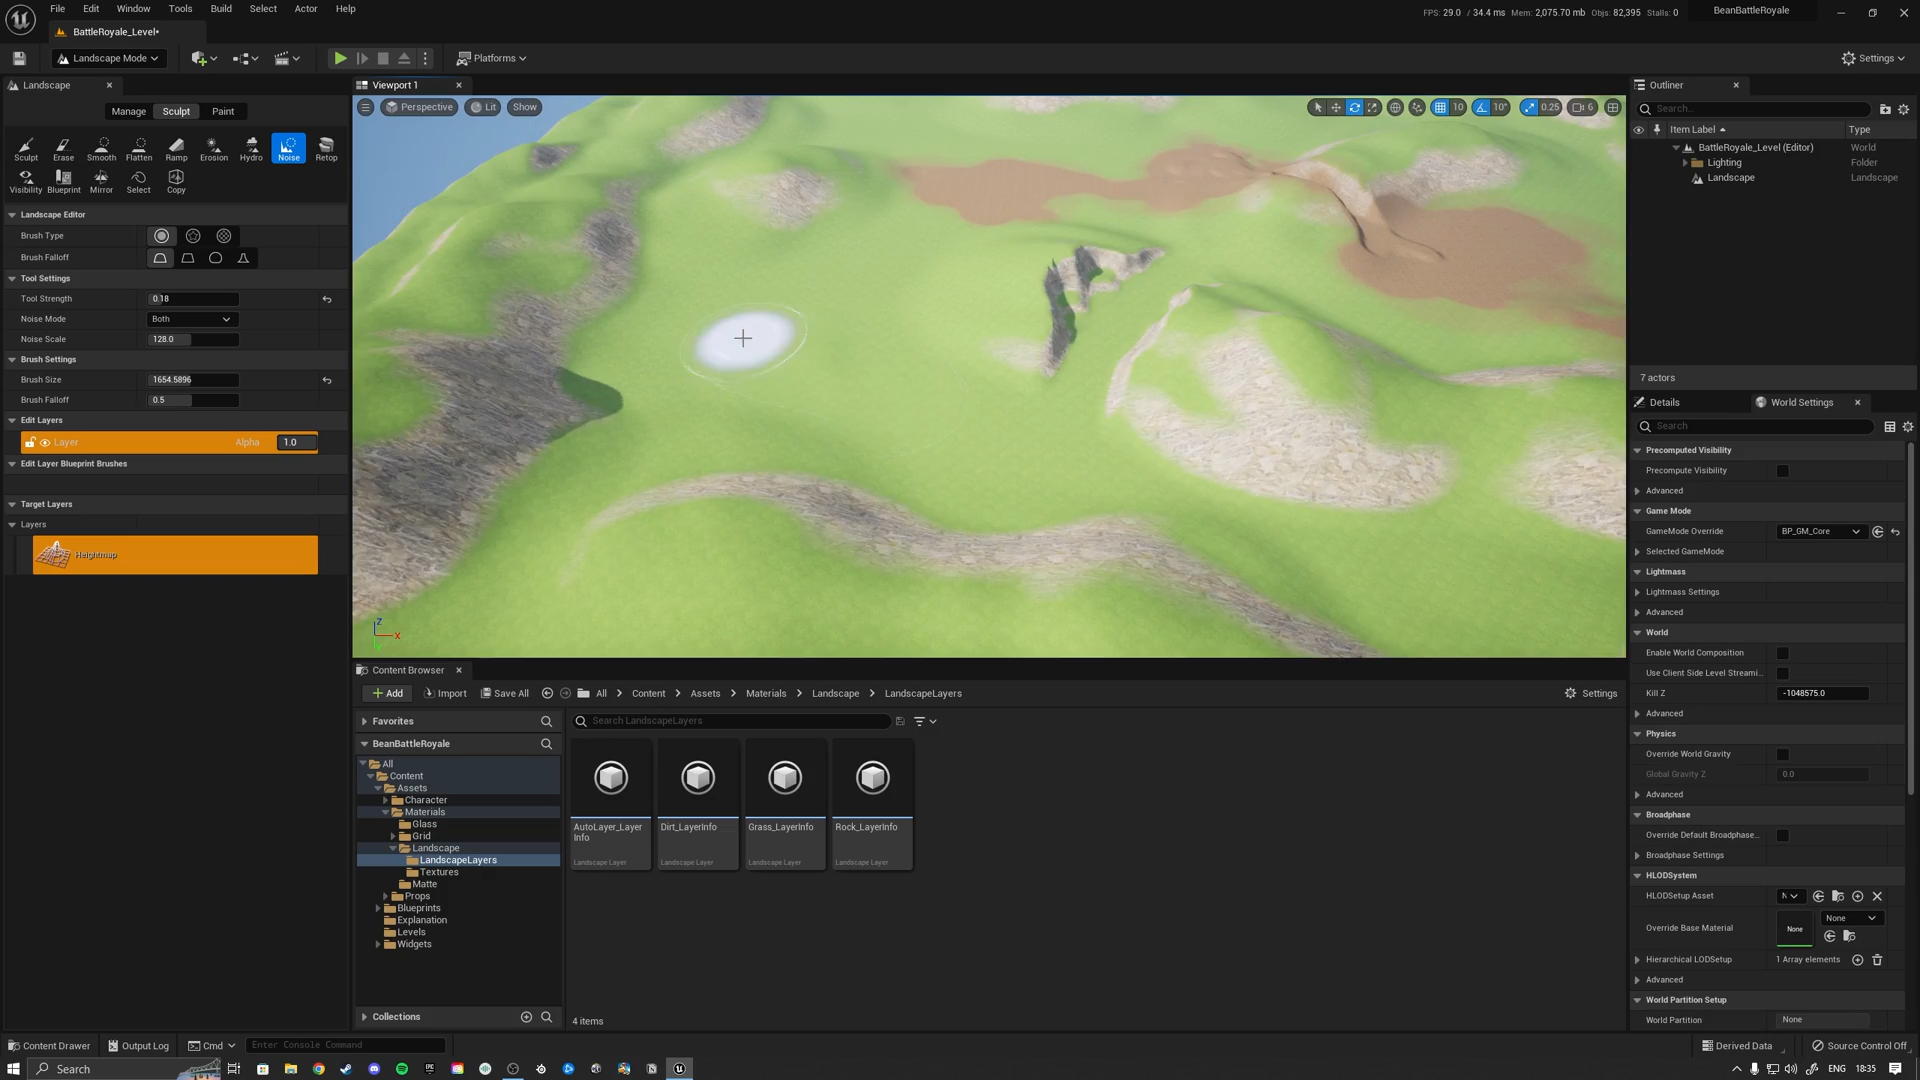 File Edit Window Tools Build Select Actor Help
FPS: 29.0 / 34.4 ms Mem: 2,075.70 mb Objs: 82,395 Stalls: 0
BeanBattleRoyale
BattleRoyale_Level*
Landscape Mode
Platforms
Settings
Landscape
Manage Sculpt Paint
Sculpt Erase Smooth Flatten Ramp Erosion Hydro Noise Retop
Visibility Blueprint Mirror Select Copy
Landscape Editor
Brush Type
Brush Falloff
Tool Settings
Tool Strength 0.18
Noise Mode Both
Noise Scale 128.0
Brush Settings
Brush Size 1654.5896
Brush Falloff 0.5
Edit Layers
Layer Alpha 1.0
Edit Layer Blueprint Brushes
Target Layers
Layers
Heightmap
Viewport 1
Perspective Lit Show
10 10° 0.25 6
Z
X
Content Browser
Add Import Save All All Content Assets Materials Landscape LandscapeLayers Settings
Favorites
BeanBattleRoyale
All
Content
Assets
Character
Materials
Glass
Grid
Landscape
LandscapeLayers
Textures
Matte
Props
Blueprints
Explanation
Levels
Widgets
Collections
Search LandscapeLayers
AutoLayer_Layer
Info
Landscape Layer
Dirt_LayerInfo
Landscape Layer
Grass_LayerInfo
Landscape Layer
Rock_LayerInfo
Landscape Layer
4 items
Outliner
Search...
Item Label Type
BattleRoyale_Level (Editor) World
Lighting Folder
Landscape Landscape
7 actors
Details World Settings
Search
Precomputed Visibility
Precompute Visibility
Advanced
Game Mode
GameMode Override BP_GM_Core
Selected GameMode
Lightmass
Lightmass Settings
Advanced
World
Enable World Composition
Use Client Side Level Streami...
Kill Z -1048575.0
Advanced
Physics
Override World Gravity
Global Gravity Z 0.0
Advanced
Broadphase
Override Default Broadphase...
Broadphase Settings
HLODSystem
HLODSetup Asset N
Override Base Material None None
Hierarchical LODSetup 1 Array elements
Advanced
World Partition Setup
World Partition None
Content Drawer Output Log Cmd Enter Console Command
Derived Data Source Control Off
Search
ENG 18:35